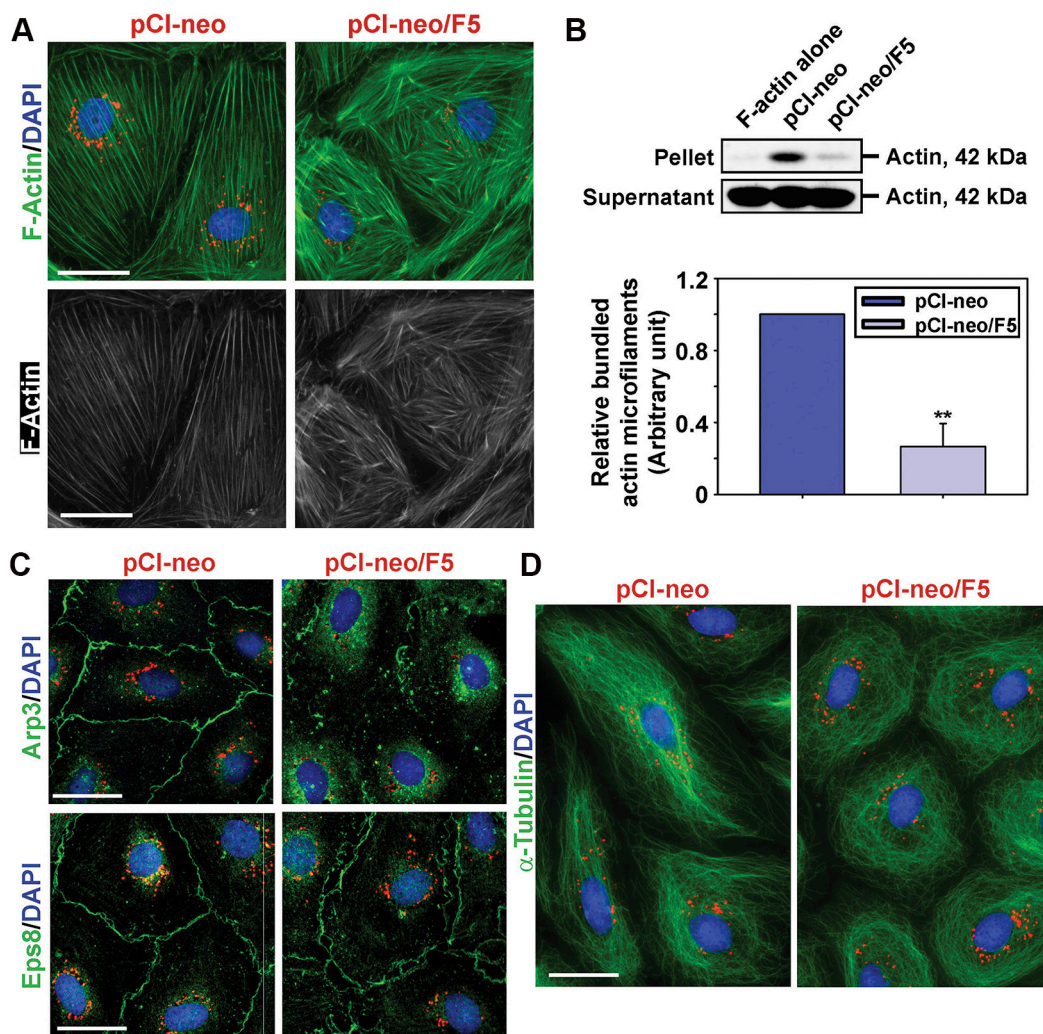 A
pCI-neo
pCI-neo/F5
F-Actin/DAPI
F-Actin
B
F-actin alone
pCI-neo
pCI-neo/F5
Pellet
Actin, 42 kDa
Supernatant
Actin, 42 kDa
Relative bundled
actin microfilaments
(Arbitrary unit)
1.2
0.8
0.4
0
pCI-neo
pCI-neo/F5
**
C
pCI-neo
pCI-neo/F5
Arp3/DAPI
Eps8/DAPI
D
pCI-neo
pCI-neo/F5
α-Tubulin/DAPI